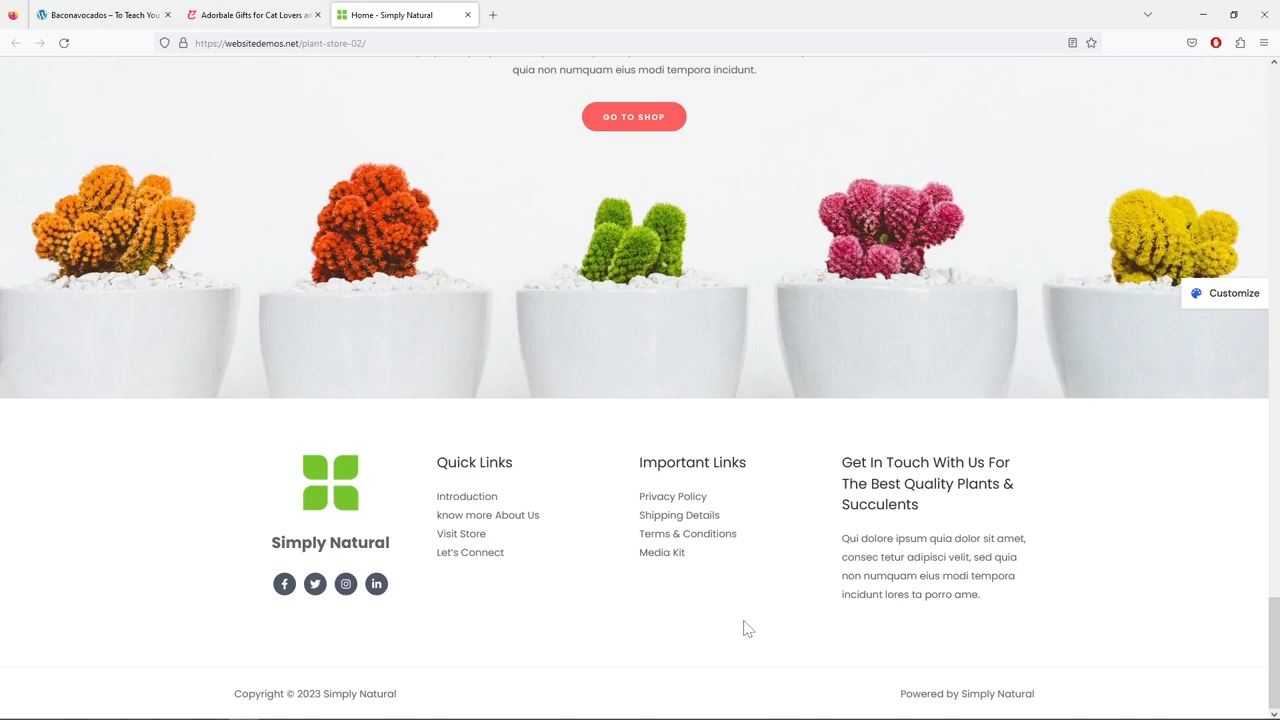 Baconavocados – To Teach You
Adorbale Gifts for Cat Lovers an
Home - Simply Natural
https://websitedemos.net/plant-store-02/
quia non numquam eius modi tempora incidunt.
GO TO SHOP
Customize
Simply Natural
Quick Links
Introduction
know more About Us
Visit Store
Let's Connect
Important Links
Privacy Policy
Shipping Details
Terms & Conditions
Media Kit
Get In Touch With Us For
The Best Quality Plants &
Succulents
Qui dolore ipsum quia dolor sit amet,
consec tetur adipisci velit, sed quia
non numquam eius modi tempora
incidunt lores ta porro ame.
Copyright © 2023 Simply Natural
Powered by Simply Natural